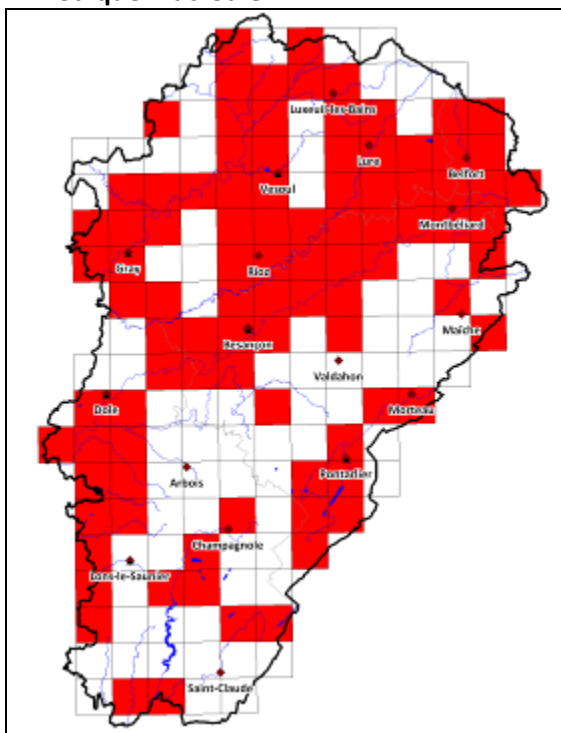 Luxeuil-les-Bains
Lure
Belfort
Vesoul
Montbéliard
Gray
Rioz
Besançon
Maîche
Valdahon
Dole
Morteau
Arbois
Pontarlier
Champagnole
Lons-le-Saunier
Saint-Claude